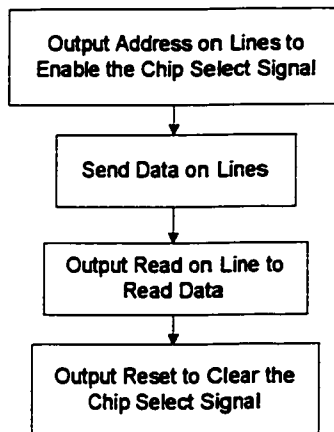 Output Address on Lines to
Enable the Chip Select Signal
Send Data on Lines
Output Read on Line to
Read Data
Output Reset to Clear the
Chip Select Signal